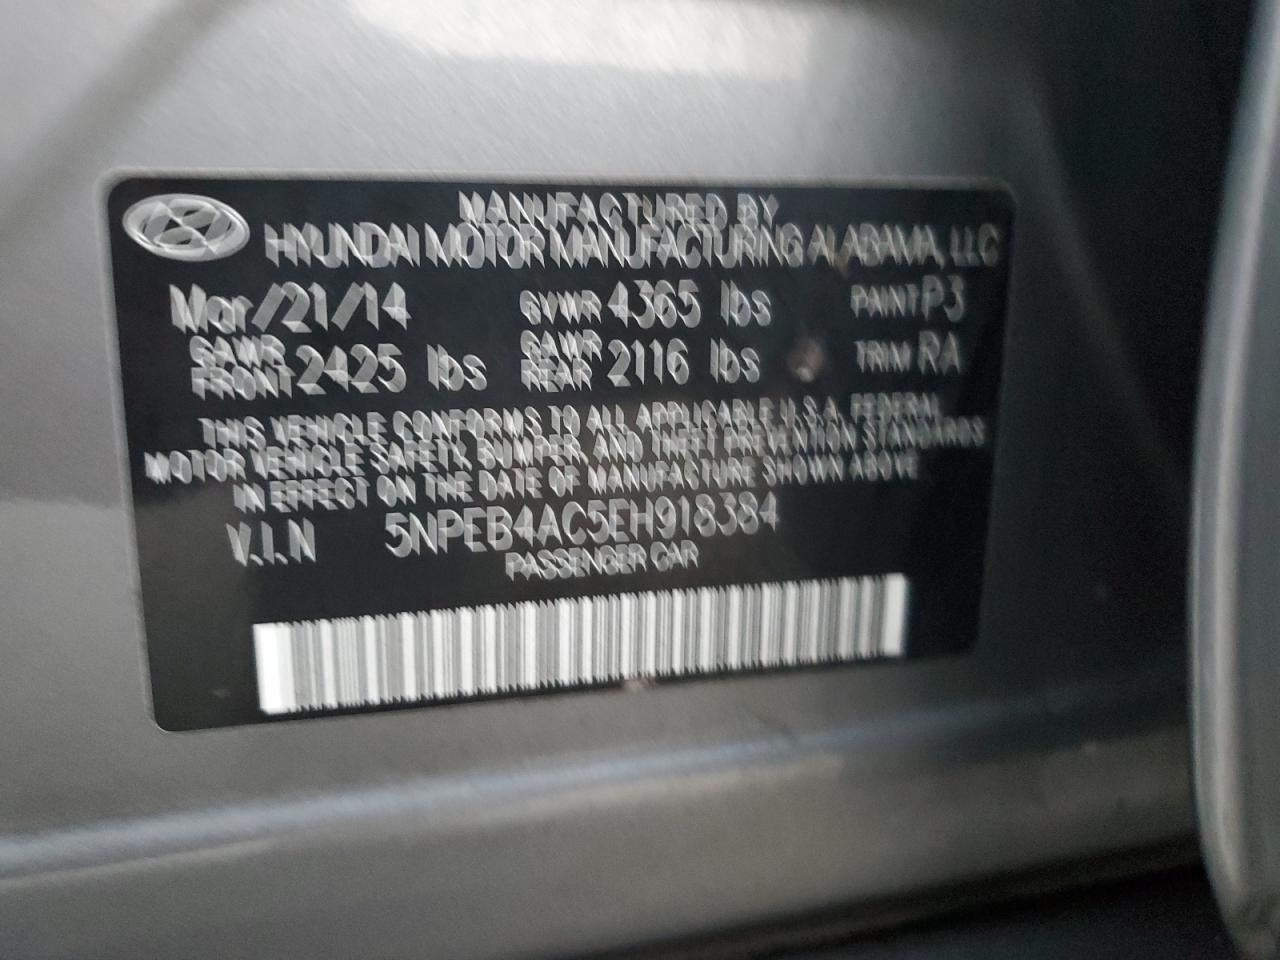 MANUFACTURED BY
HYUNDAI MOTOR MANUFACTURING ALABAMA, LLC
Mar/21/14 GVWR 4365 lbs PAINT P3
GAWR FRONT 2425 lbs GAWR REAR 2116 lbs TRIM RA
THIS VEHICLE CONFORMS TO ALL APPLICABLE U.S.A. FEDERAL
MOTOR VEHICLE SAFETY, BUMPER, AND THEFT PREVENTION STANDARDS
IN EFFECT ON THE DATE OF MANUFACTURE SHOWN ABOVE
V.I.N 5NPEB4AC5EH918384
PASSENGER CAR